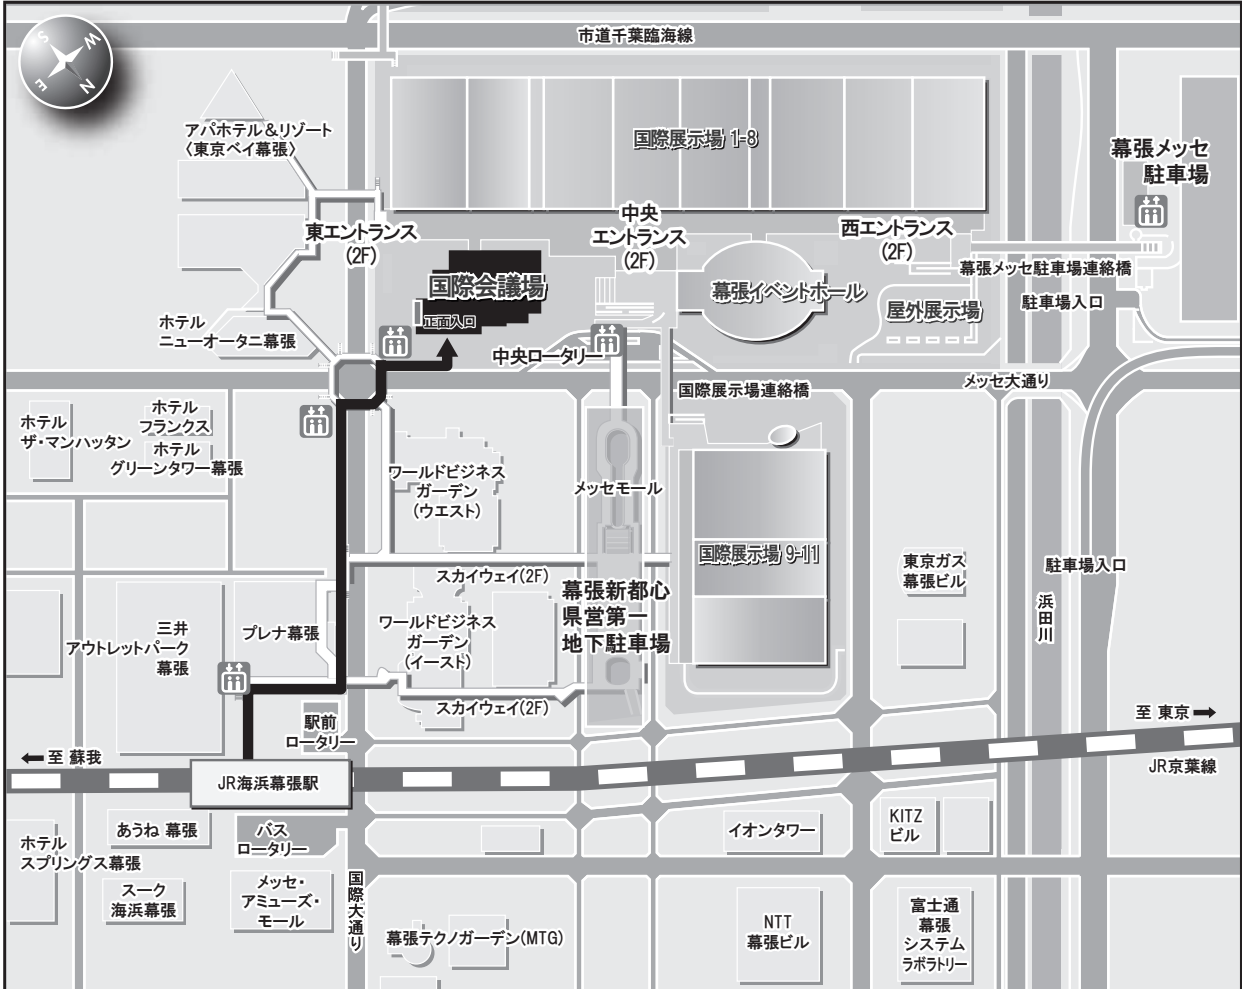 市道千葉臨海線
S
W
E
N
アパホテル&リゾート
〈東京ベイ幕張〉
国際展示場 1-8
幕張メッセ
駐車場
東エントランス
(2F)
中央
エントランス
(2F)
西エントランス
(2F)
国際会議場
正面入口
幕張イベントホール
屋外展示場
幕張メッセ駐車場連絡橋
駐車場入口
ホテル
ニューオータニ幕張
中央ロータリー
国際展示場連絡橋
メッセ大通り
ホテル
ザ・マンハッタン
ホテル
フランクス
ホテル
グリーンタワー幕張
ワールドビジネス
ガーデン
(ウエスト)
メッセモール
国際展示場 9-11
東京ガス
幕張ビル
駐車場入口
浜田川
スカイウェイ(2F)
幕張新都心
県営第一
地下駐車場
三井
アウトレットパーク
幕張
プレナ幕張
ワールドビジネス
ガーデン
(イースト)
スカイウェイ(2F)
駅前
ロータリー
至 東京
至 蘇我
JR海浜幕張駅
JR京葉線
ホテル
スプリングス幕張
あうね 幕張
バス
ロータリー
イオンタワー
KITZ
ビル
スーク
海浜幕張
メッセ・
アミューズ・
モール
国際大通り
幕張テクノガーデン(MTG)
NTT
幕張ビル
富士通
幕張
システム
ラボラトリー